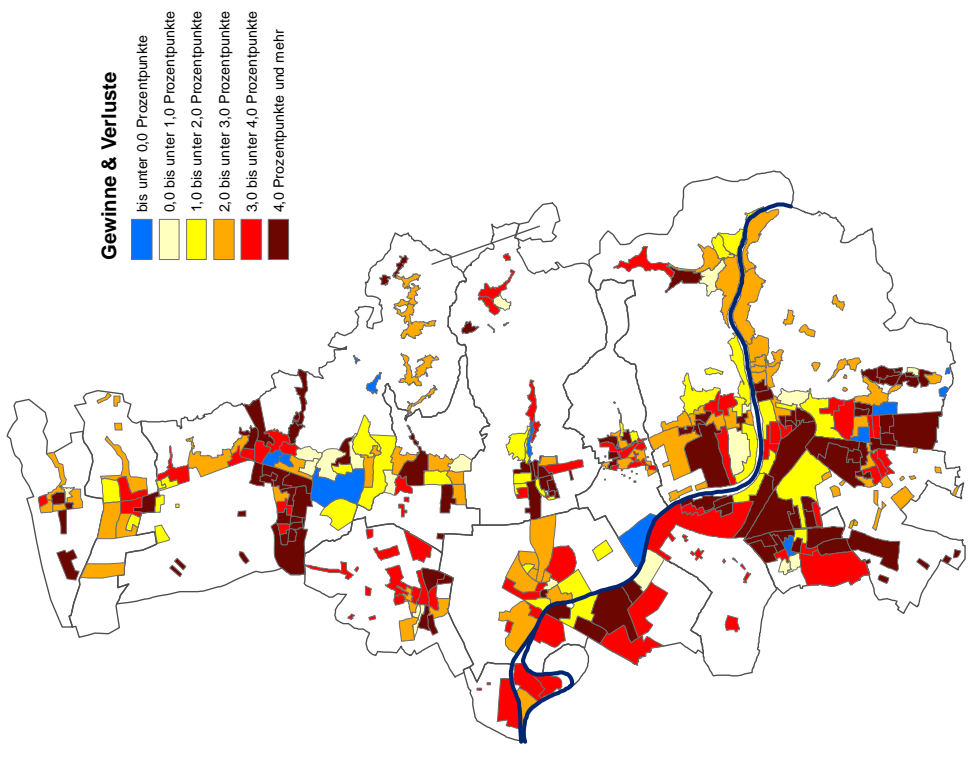 Gewinne & Verluste
bis unter 0,0 Prozentpunkte
0,0 bis unter 1,0 Prozentpunkte
1,0 bis unter 2,0 Prozentpunkte
2,0 bis unter 3,0 Prozentpunkte
3,0 bis unter 4,0 Prozentpunkte
4,0 Prozentpunkte und mehr